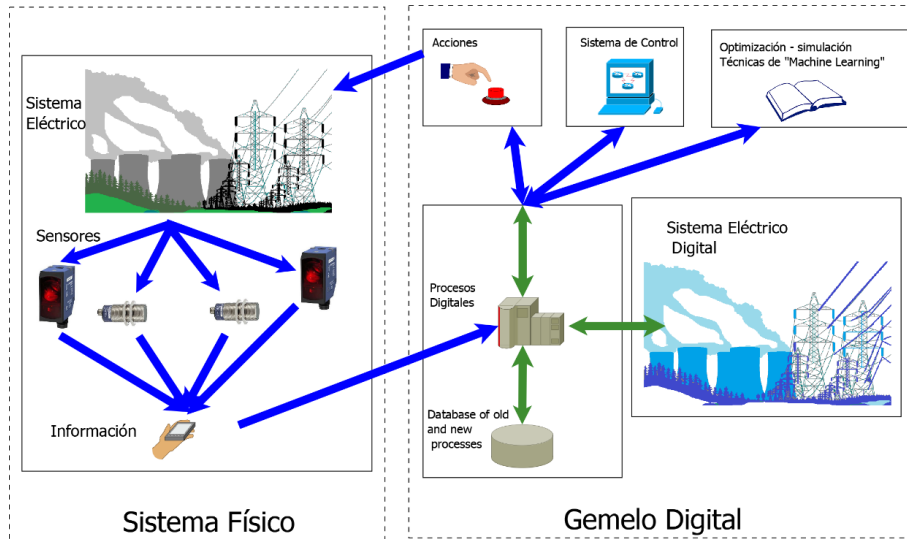 Sistema
Eléctrico
Sensores
Información
Sistema Físico
Acciones
Sistema de Control
Optimización - simulación
Técnicas de "Machine Learning"
Procesos
Digitales
Database of old
and new
processes
Sistema Eléctrico
Digital
Gemelo Digital